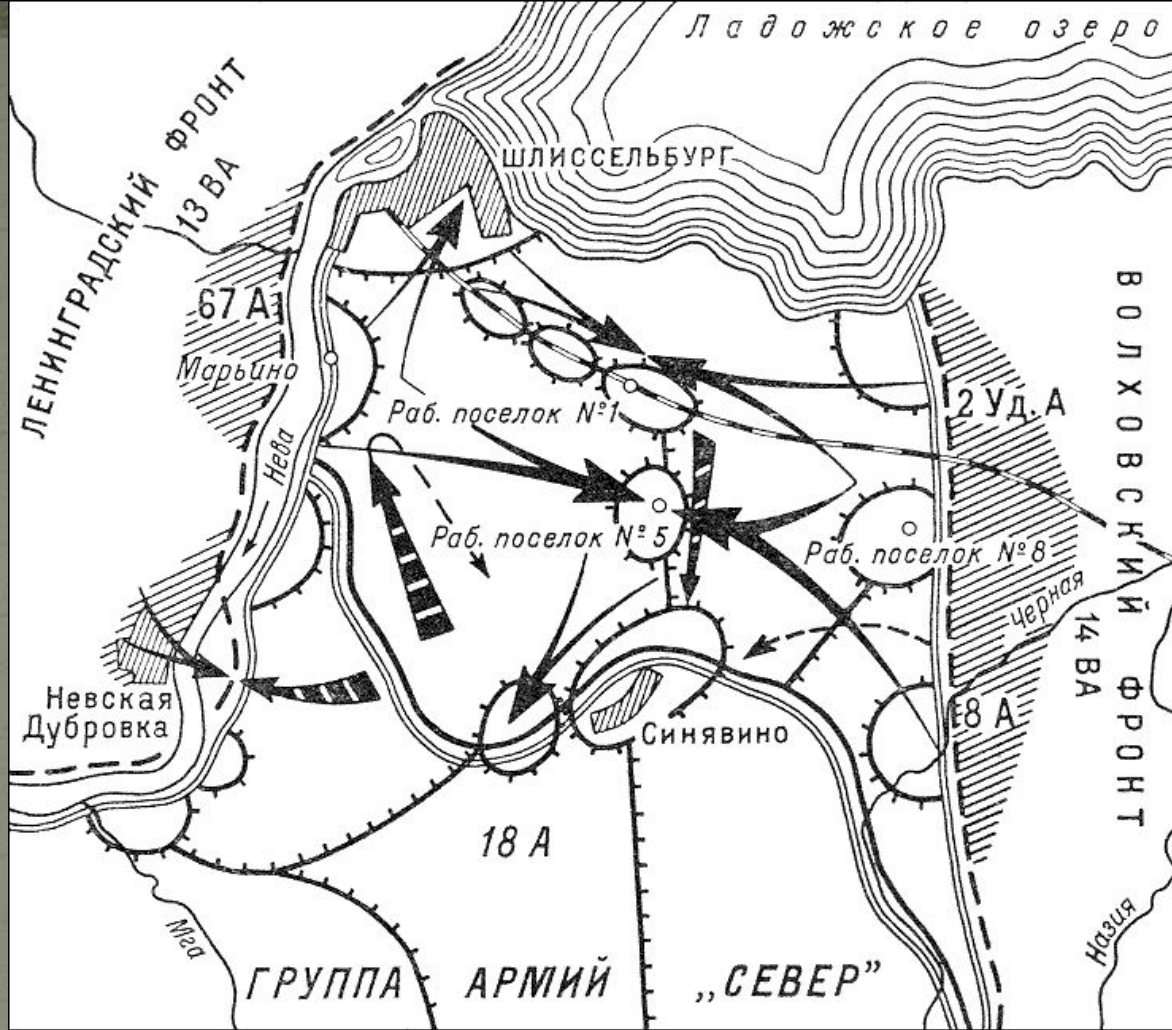 Ладожское озеро
ЛЕНИНГРАДСКИЙ ФРОНТ
13 ВА
ШЛИССЕЛЬБУРГ
67 А
Марьино
Нева
Раб. поселок №1
2 Уд. А
ВОЛХОВСКИЙ ФРОНТ
Раб. поселок №5
Раб. поселок №8
Черная
14 ВА
Невская
Дубровка
Синявино
8 А
18 А
Мга
Назия
ГРУППА АРМИЙ „СЕВЕР”